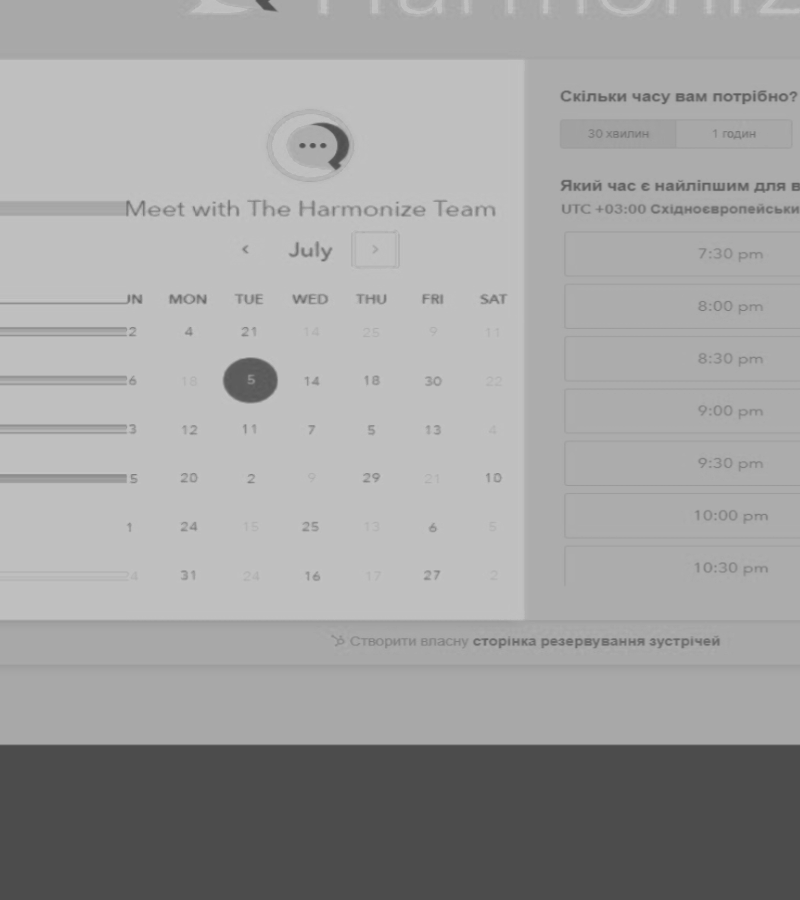 Harmoniz
Meet with The Harmonize Team
July
UN MON TUE WED THU FRI SAT
2 4 21 14 25 9 11
6 18 5 14 18 30 22
3 12 11 7 5 13 4
5 20 2 9 29 21 10
1 24 15 25 13 6 5
24 31 24 16 17 27 2
Скільки часу вам потрібно?
30 хвилин 1 годин
Який час є найліпшим для в
UTC +03:00 Східноєвропейськи
7:30 pm
8:00 pm
8:30 pm
9:00 pm
9:30 pm
10:00 pm
10:30 pm
Створити власну сторінка резервування зустрічей